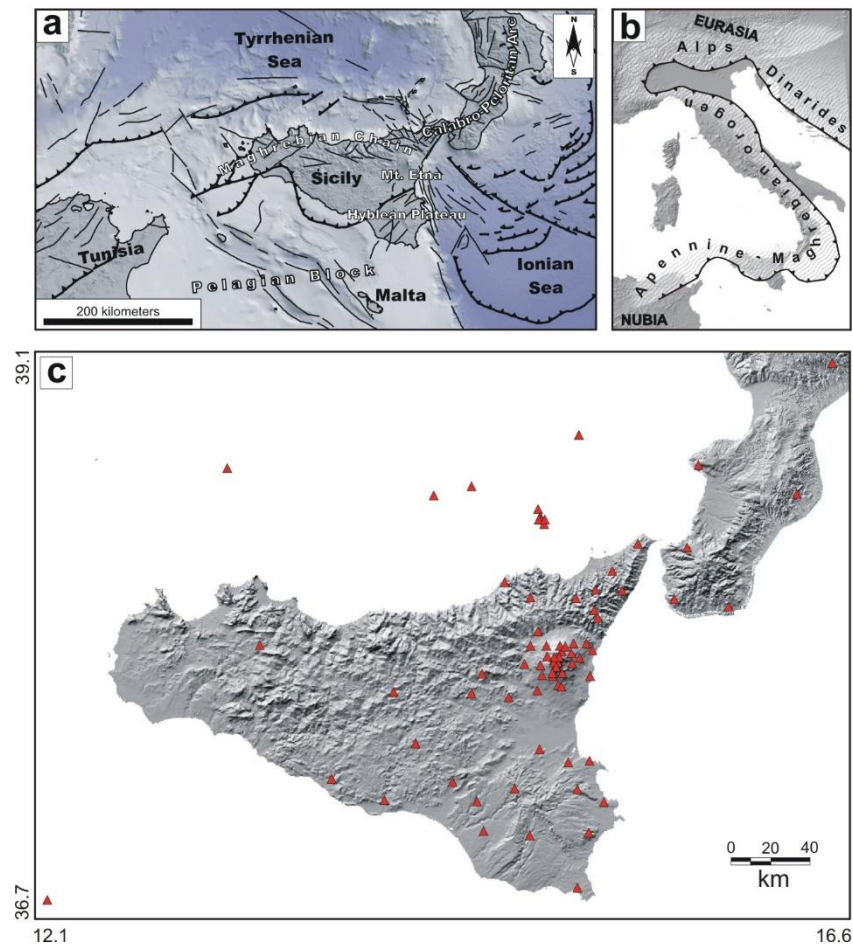 a
Tyrrhenian
Sea
N
S
Calabro-Peloritan Arc
Maghrebian Chain
Mt. Etna
Sicily
Hyblean Plateau
Tunisia
Pelagian Block
Ionian
Sea
Malta
200 kilometers
b
EURASIA
Alps
Dinarides
Apennine - Maghrebian orogen
NUBIA
39.1
c
0 20 40
km
36.7
12.1
16.6